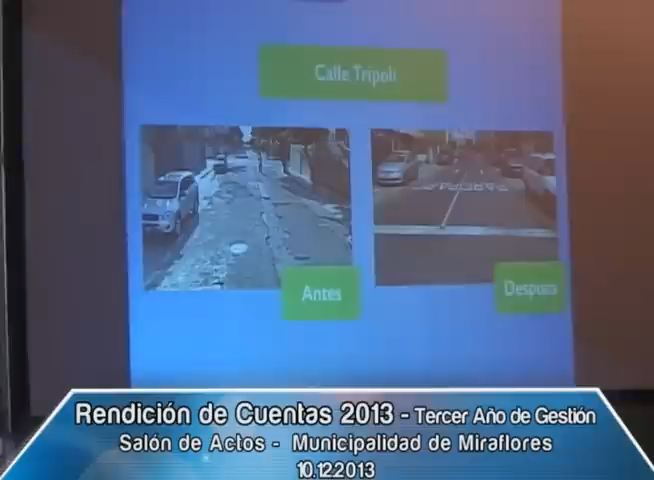 Calle Tripoli
Antes
Después
Rendición de Cuentas 2013 - Tercer Año de Gestión
Salón de Actos - Municipalidad de Miraflores
10.12.2013